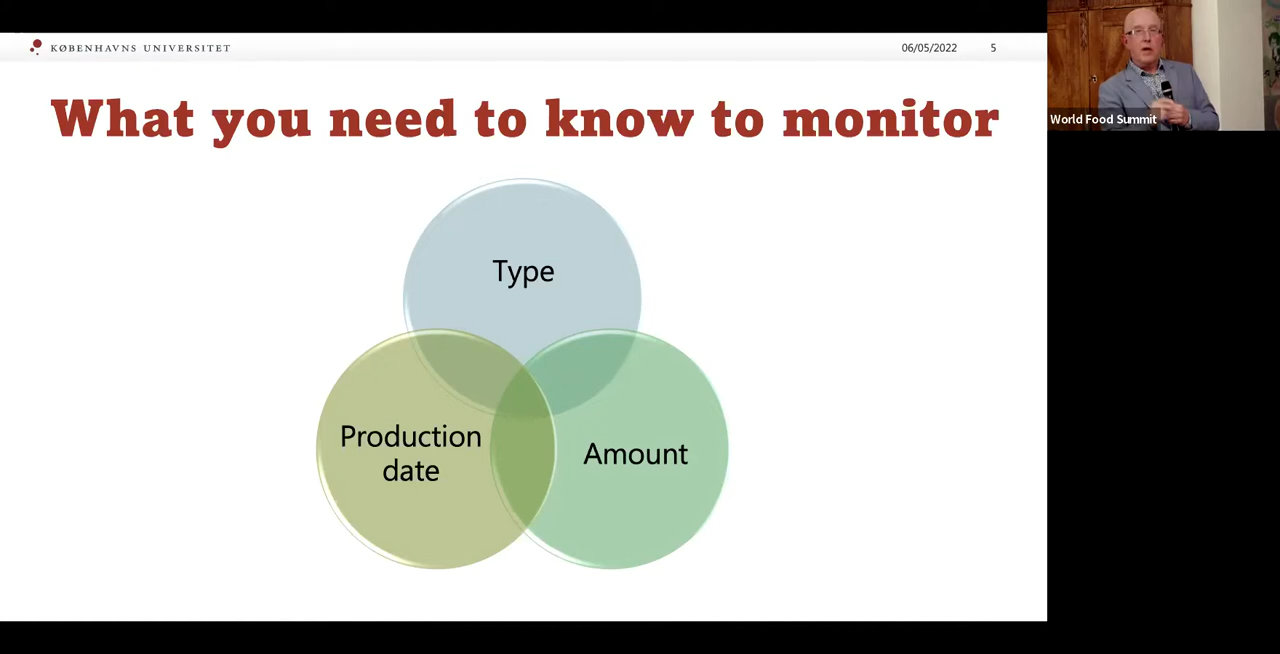 KØBENHAVNS UNIVERSITET
06/05/2022
5
What you need to know to monitor
Type
Production
date
Amount
World Food Summit